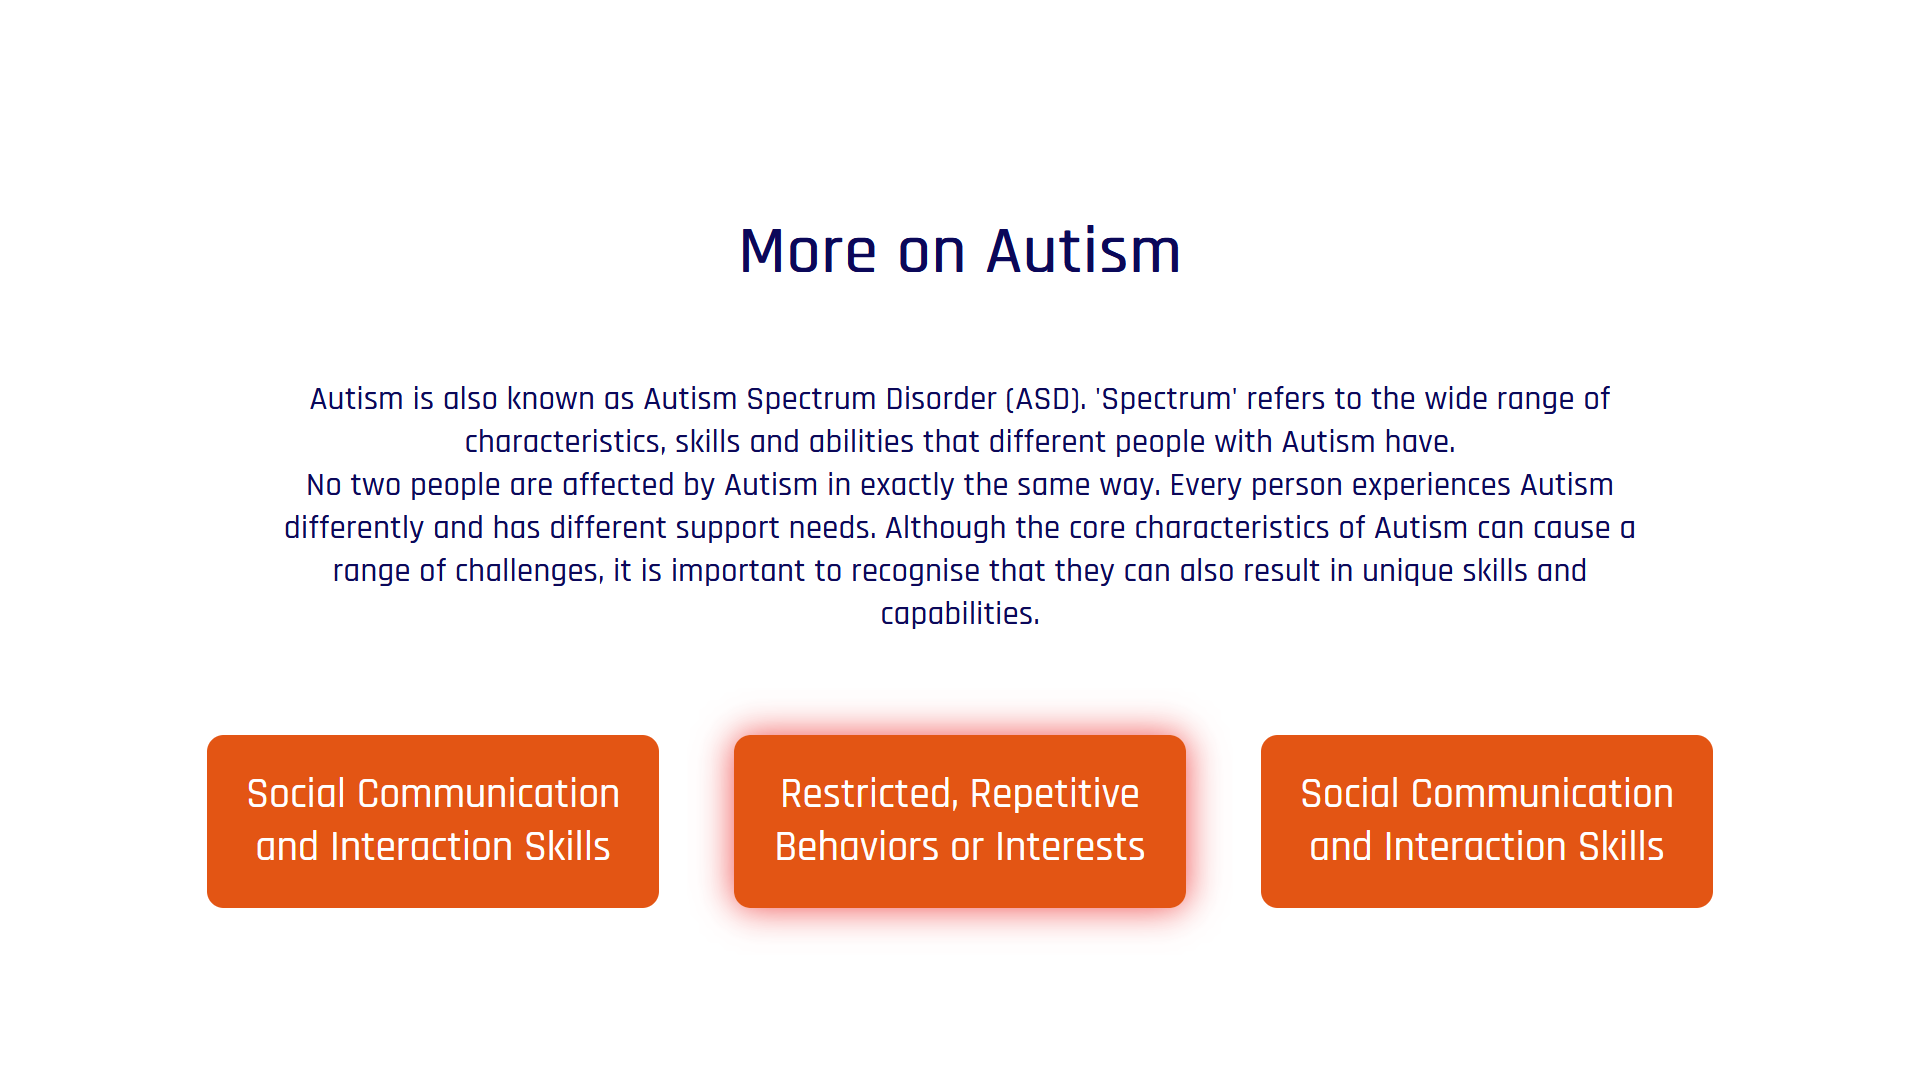 More on Autism
Autism is also known as Autism Spectrum Disorder (ASD). 'Spectrum' refers to the wide range of
characteristics, skills and abilities that different people with Autism have.
No two people are affected by Autism in exactly the same way. Every person experiences Autism
differently and has different support needs. Although the core characteristics of Autism can cause a
range of challenges, it is important to recognise that they can also result in unique skills and
capabilities.
Social Communication
and Interaction Skills
Restricted, Repetitive
Behaviors or Interests
Social Communication
and Interaction Skills